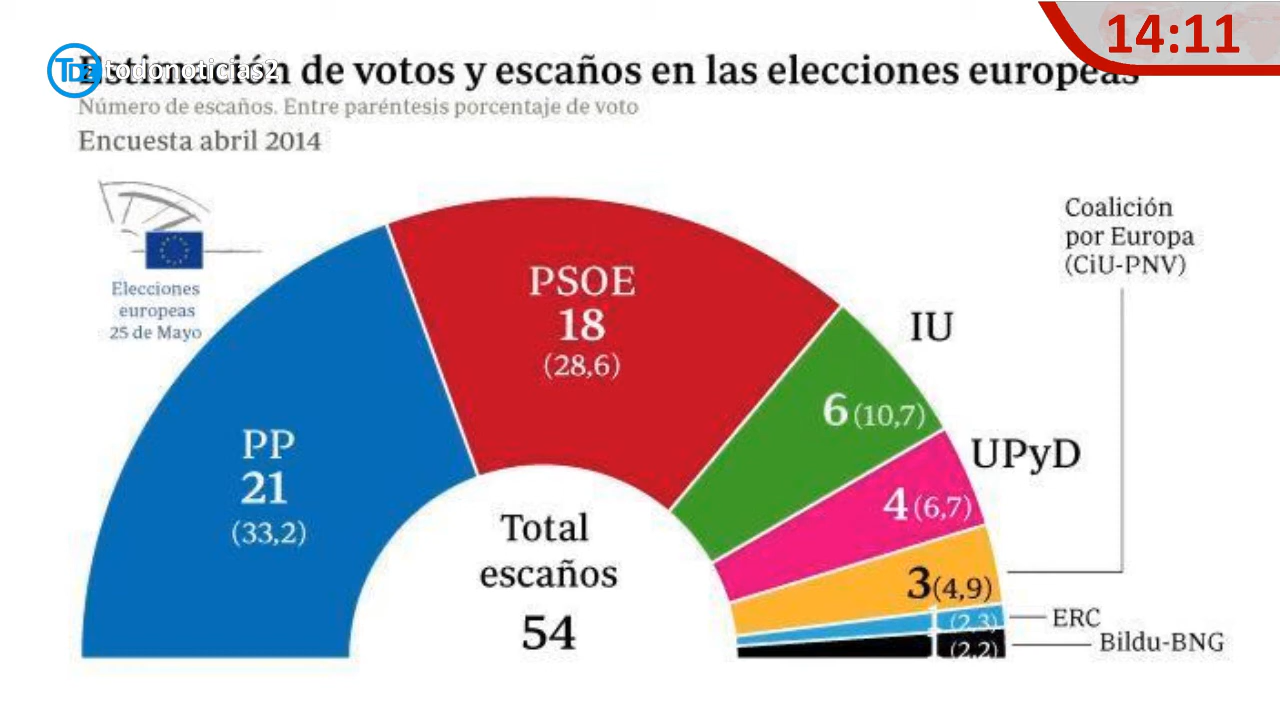 14:11
TD2 todonoticias2
Estimación de votos y escaños en las elecciones europeas
Número de escaños. Entre paréntesis porcentaje de voto
Encuesta abril 2014
Elecciones
europeas
25 de Mayo
Coalición
por Europa
(CiU-PNV)
PSOE
18
(28,6)
IU
6 (10,7)
UPyD
4 (6,7)
PP
21
(33,2)
Total
escaños
54
3 (4,9)
1 (2,3)
ERC
1 (2,2)
Bildu-BNG